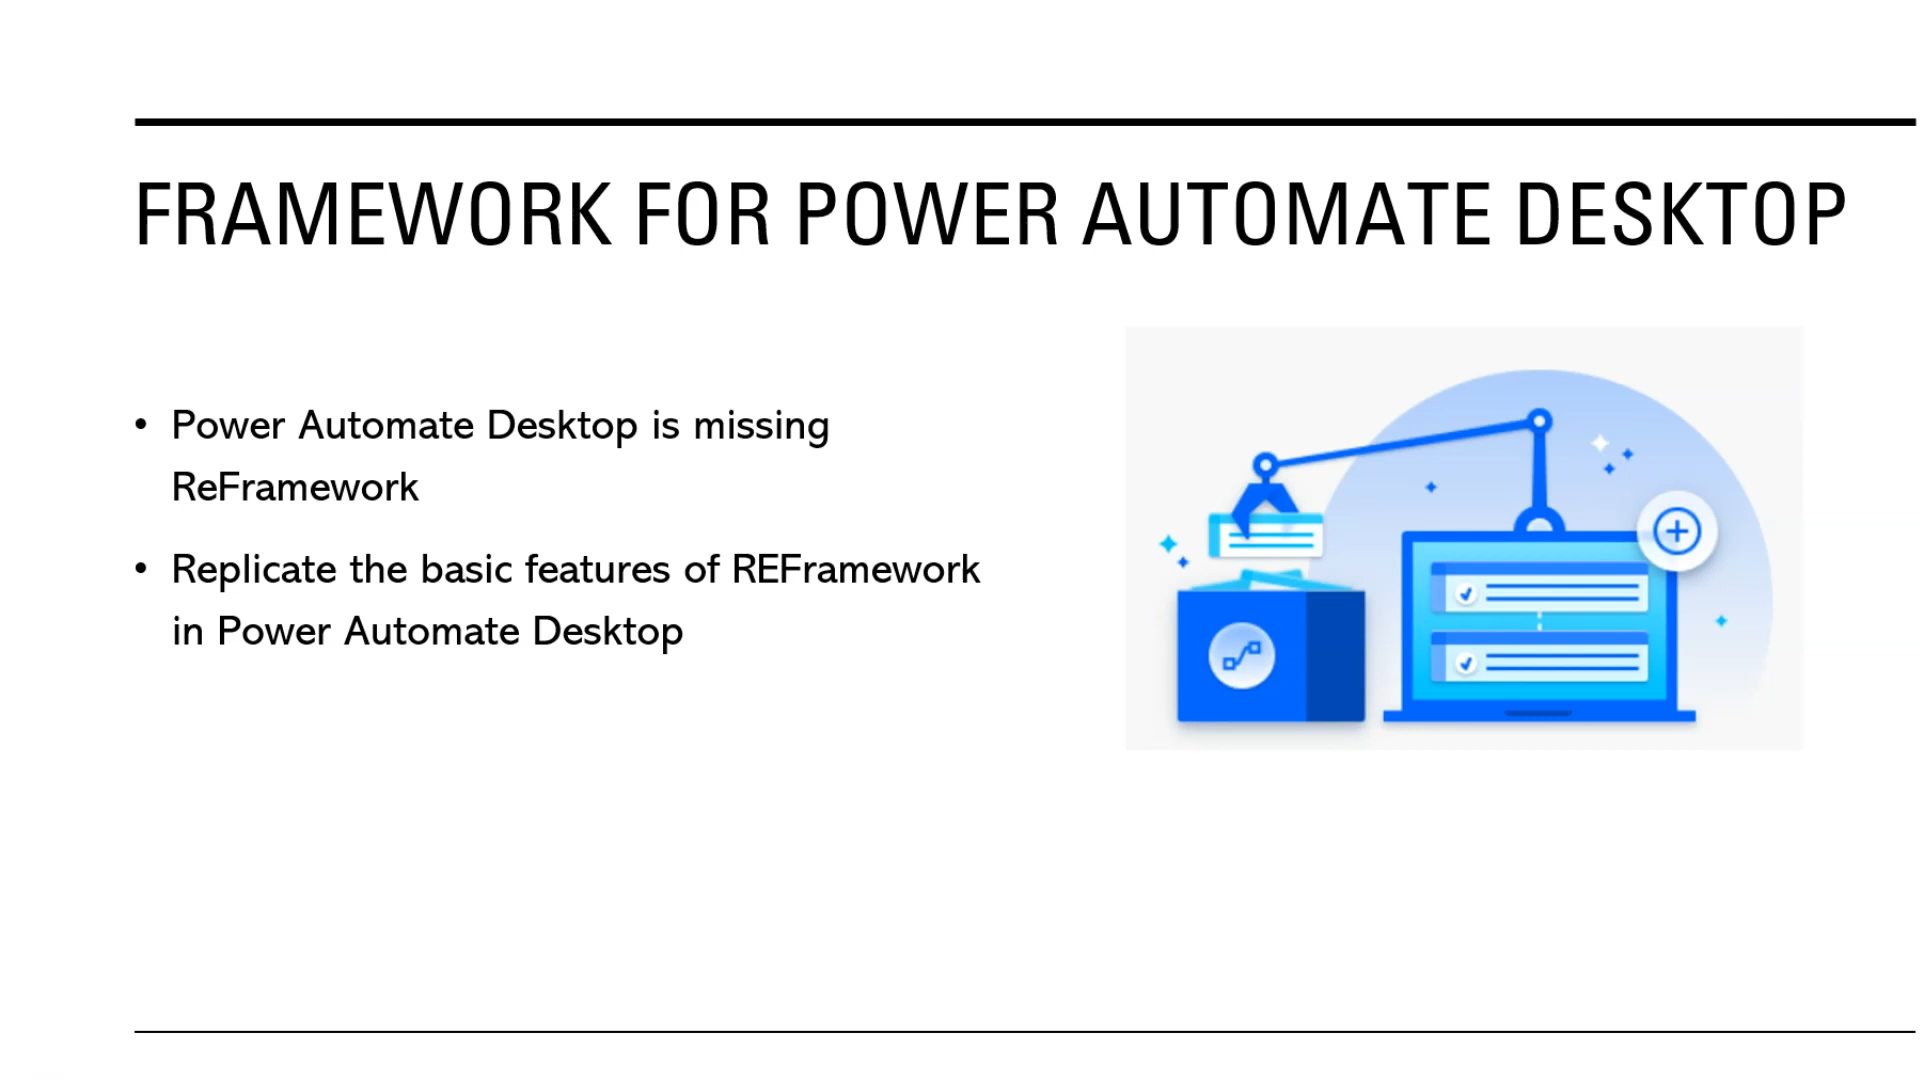 FRAMEWORK FOR POWER AUTOMATE DESKTOP
• Power Automate Desktop is missing
ReFramework
• Replicate the basic features of REFramework
in Power Automate Desktop